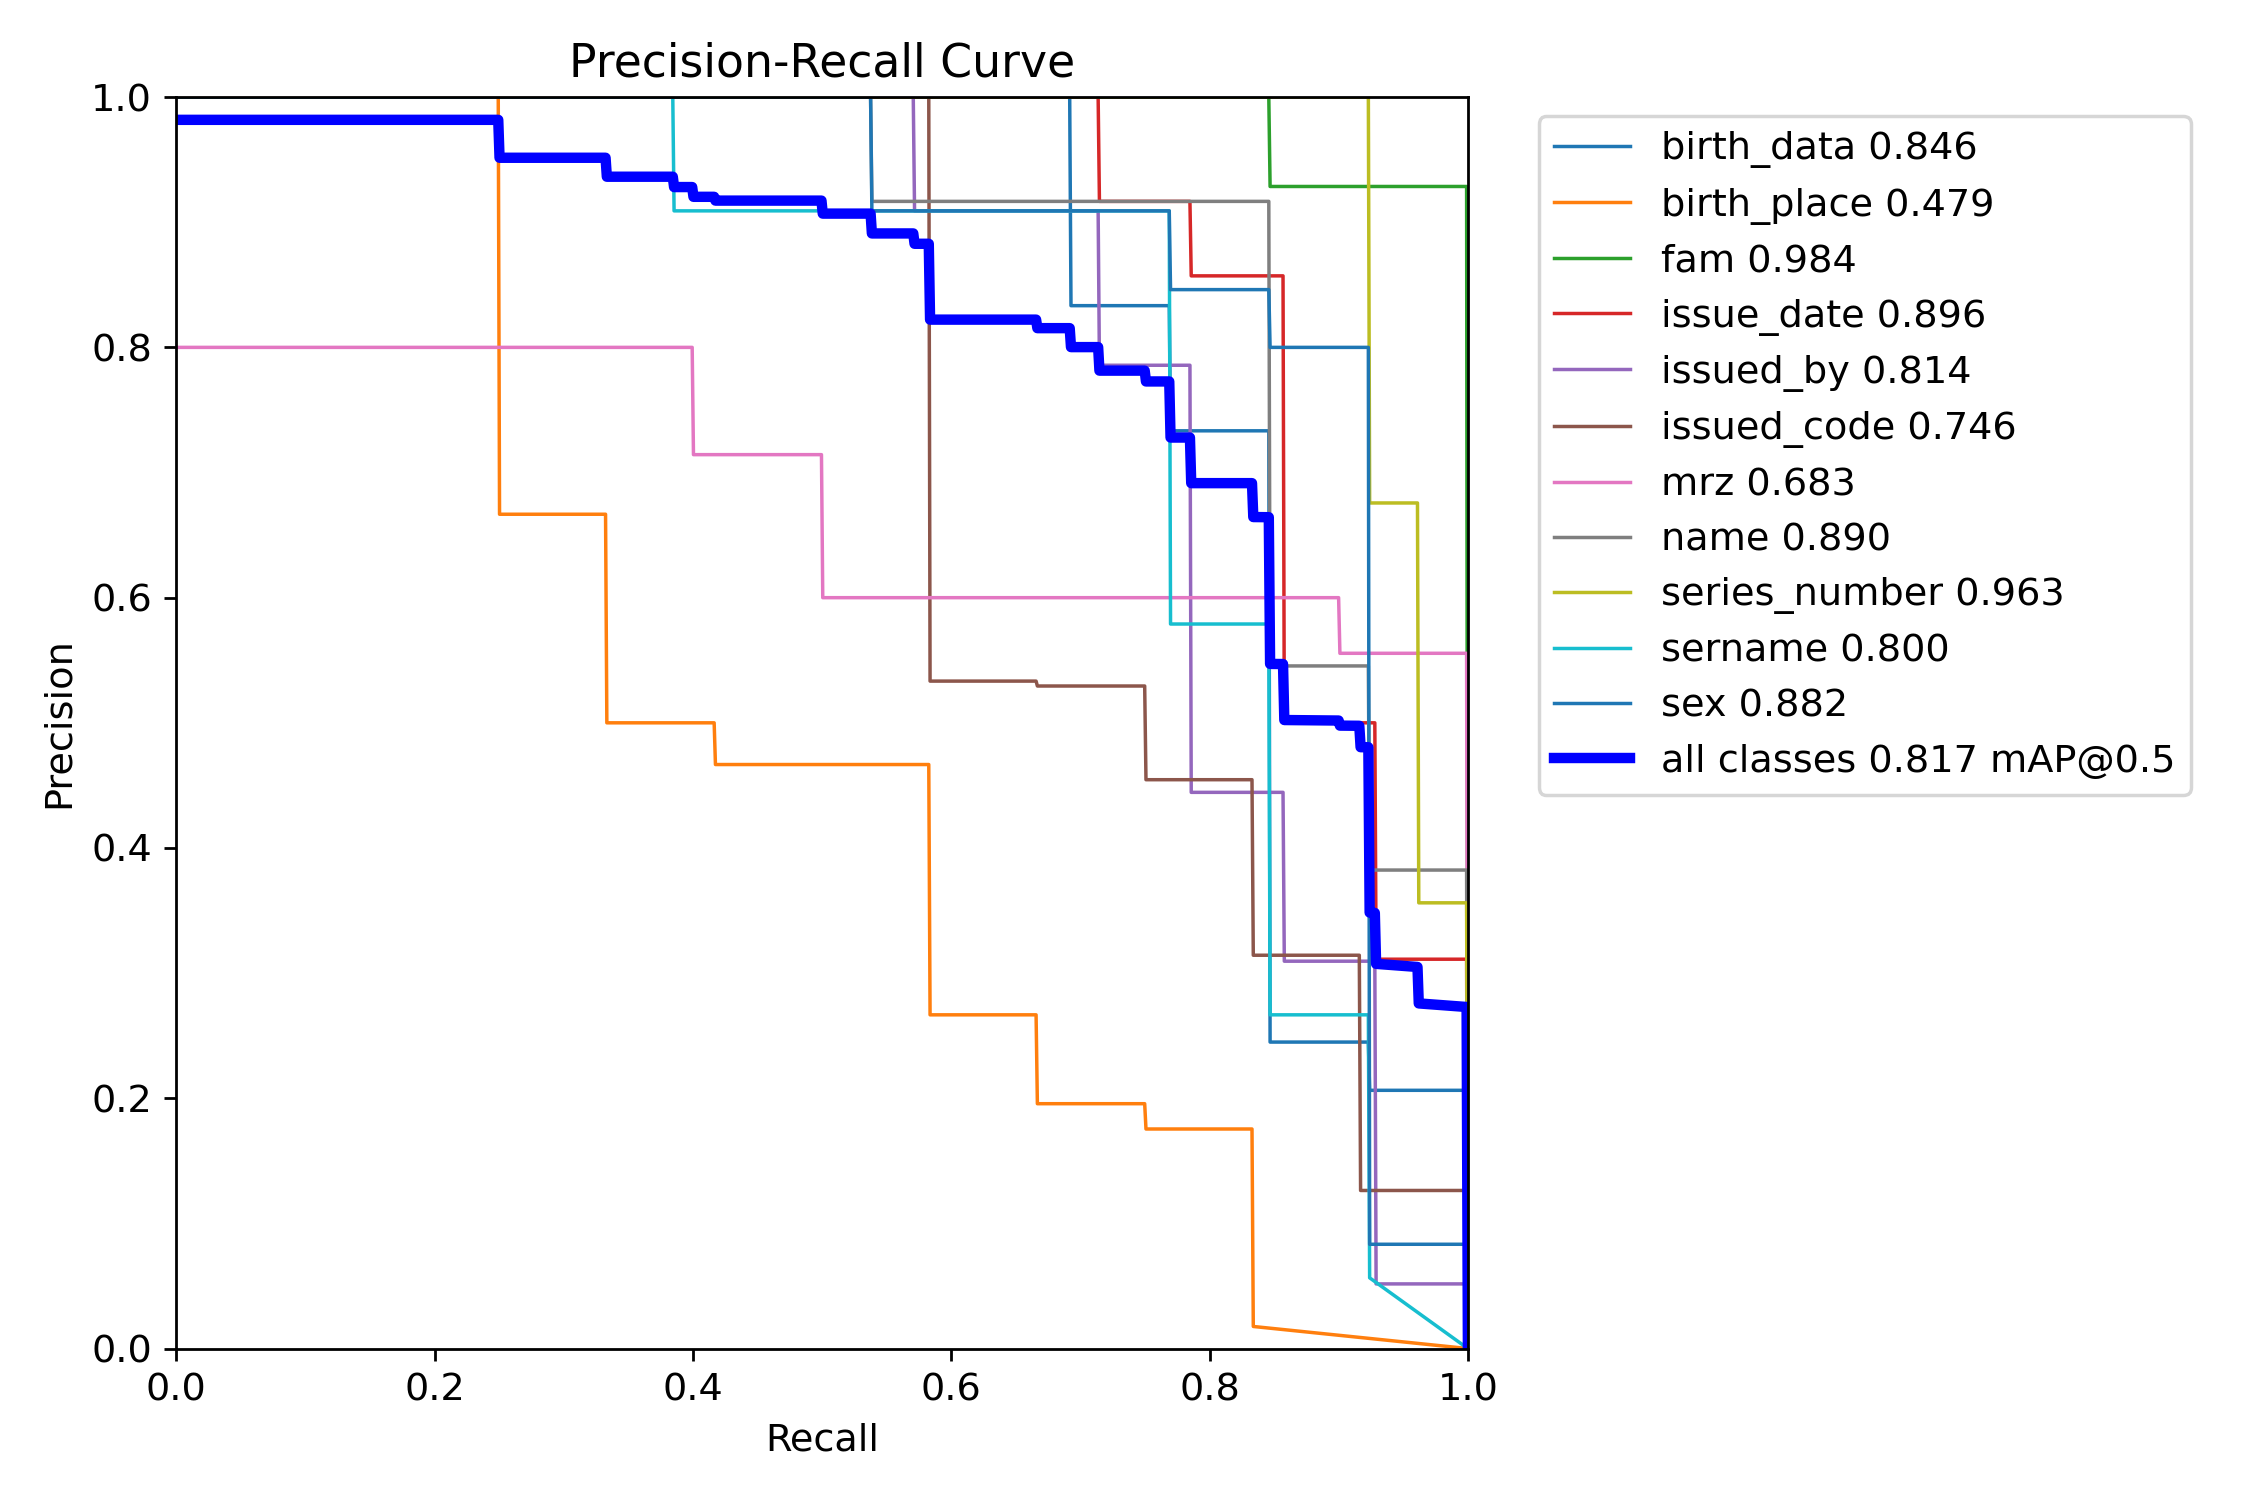 Precision-Recall Curve
1.0
0.8
0.6
0.4
0.2
0.0
Precision
0.0 0.2 0.4 0.6 0.8 1.0
Recall
birth_data 0.846
birth_place 0.479
fam 0.984
issue_date 0.896
issued_by 0.814
issued_code 0.746
mrz 0.683
name 0.890
series_number 0.963
sername 0.800
sex 0.882
all classes 0.817 mAP@0.5